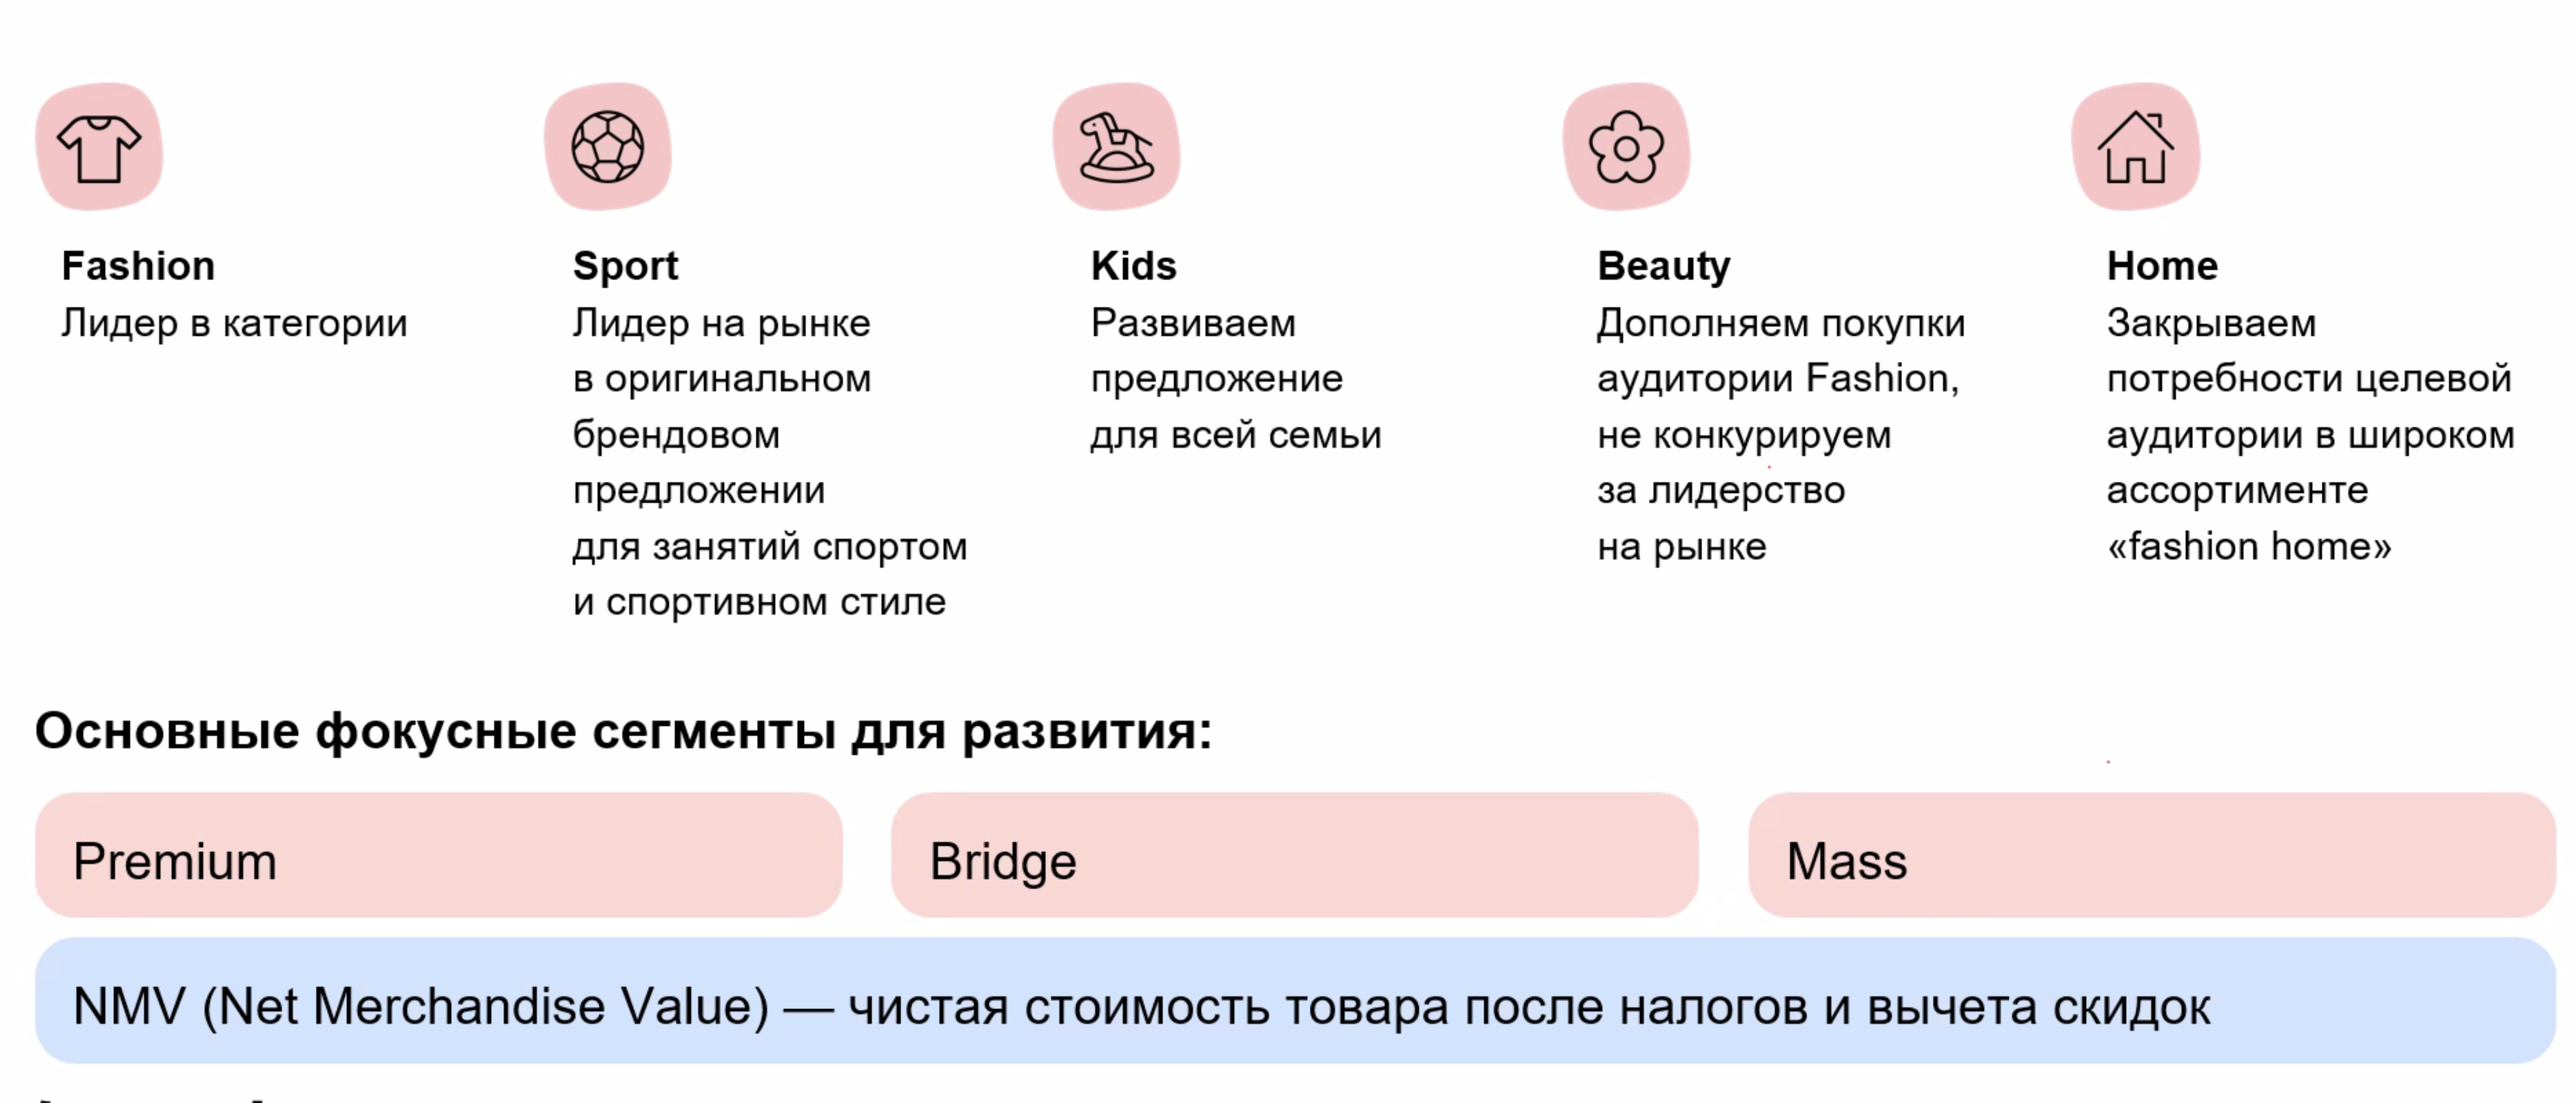 Fashion
Лидер в категории
Sport
Лидер на рынке
в оригинальном
брендовом
предложении
для занятий спортом
и спортивном стиле
Kids
Развиваем
предложение
для всей семьи
Beauty
Дополняем покупки
аудитории Fashion,
не конкурируем
за лидерство
на рынке
Home
Закрываем
потребности целевой
аудитории в широком
ассортименте
«fashion home»
Основные фокусные сегменты для развития:
Premium
Bridge
Mass
NMV (Net Merchandise Value) — чистая стоимость товара после налогов и вычета скидок